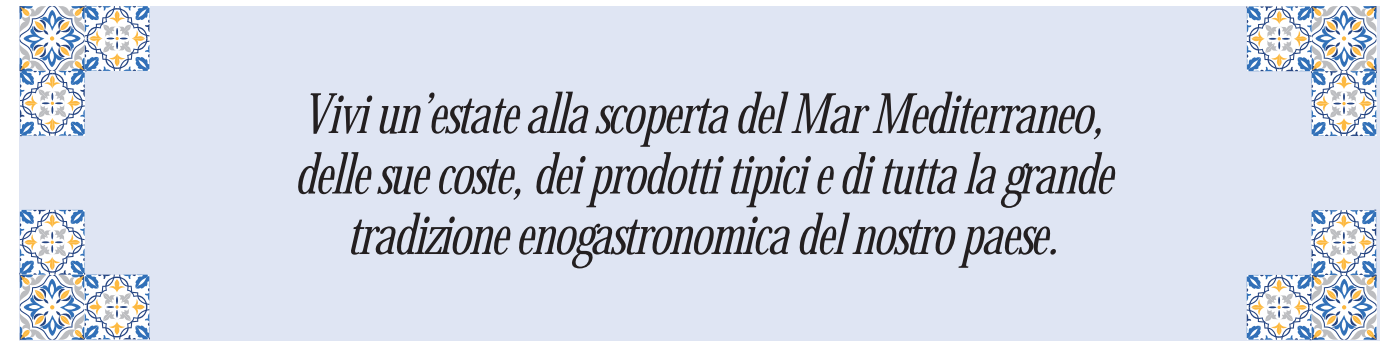 Vivi un’estate alla scoperta del Mar Mediterraneo,
delle sue coste, dei prodotti tipici e di tutta la grande
tradizione enogastronomica del nostro paese.